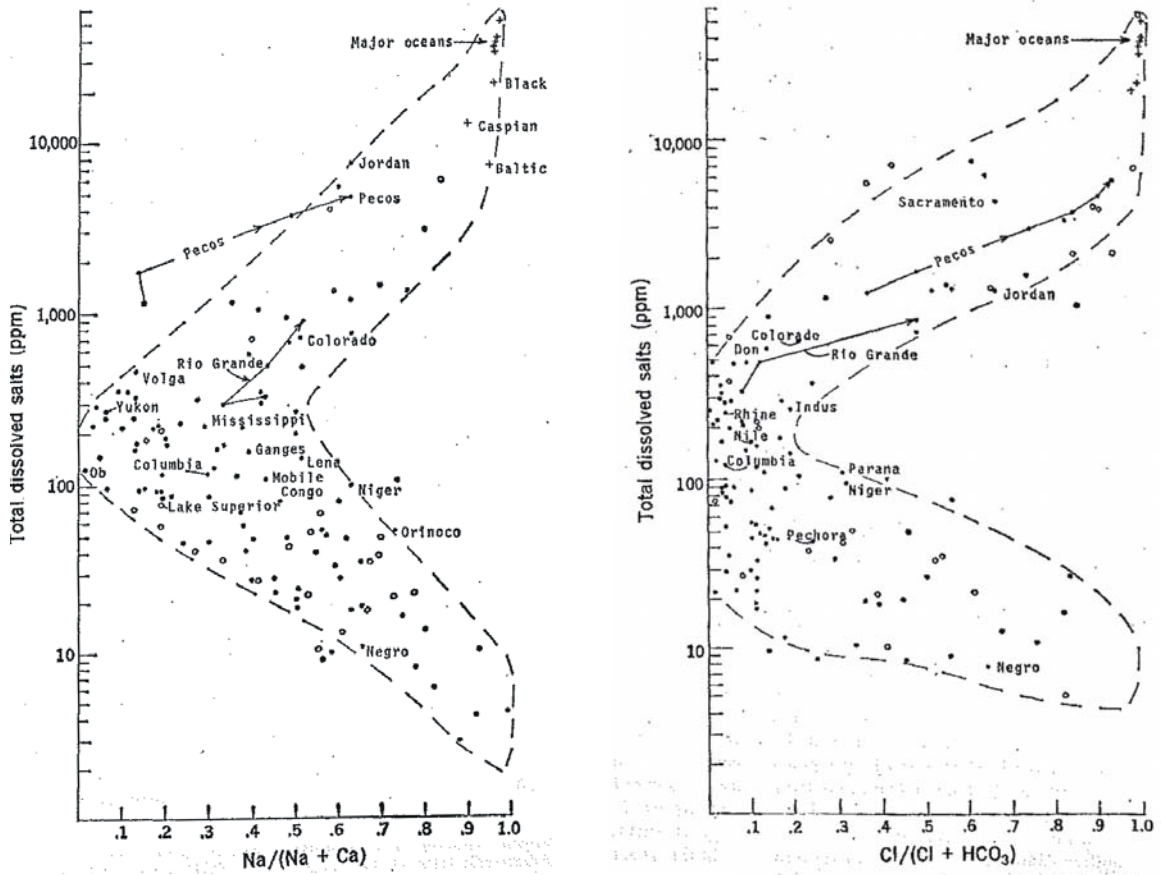 Major oceans
Black
Caspian
Baltic
10,000
Jordan
Pecos
Pecos
1,000
Colorado
Rio Grande
Volga
Yukon
Mississippi
Ganges
Lena
Columbia
Ob
Mobile
Congo
Niger
100
Lake Superior
Orinoco
10
Negro
Total dissolved salts (ppm)
.1 .2 .3 .4 .5 .6 .7 .8 .9 1.0
Na/(Na + Ca)
Major oceans
10,000
Sacramento
Pecos
1,000
Jordan
Colorado
Don
Rio Grande
Rhine
Indus
Nile
Columbia
Parana
100
Niger
Pechora
10
Negro
Total dissolved salts (ppm)
.1 .2 .3 .4 .5 .6 .7 .8 .9 1.0
Cl/(Cl + HCO₃)